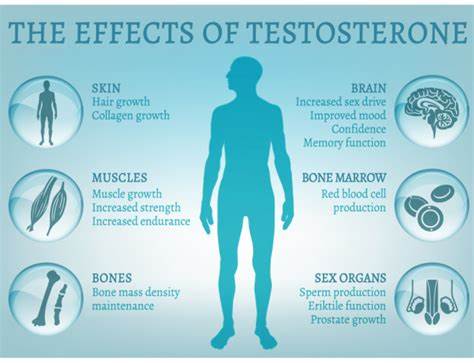 THE EFFECTS OF TESTOSTERONE
SKIN
Hair growth
Collagen growth
MUSCLES
Muscle growth
Increased strength
Increased endurance
BONES
Bone mass density
maintenance
BRAIN
Increased sex drive
Improved mood
Confidence
Memory function
BONE MARROW
Red blood cell
production
SEX ORGANS
Sperm production
Eriktile function
Prostate growth